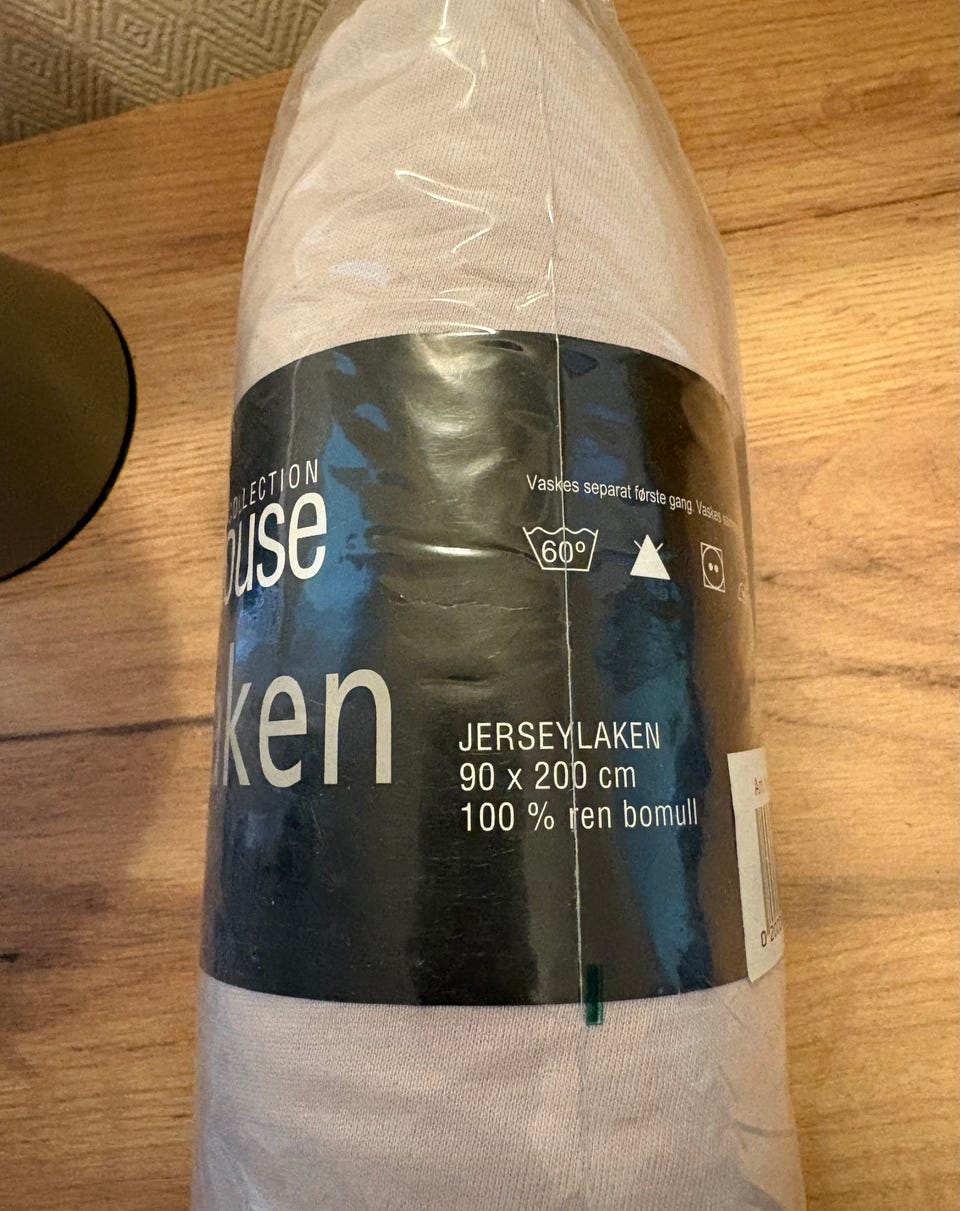 COLLECTION
ouse
ken
Vaskes separat første gang. Vaskes
60°
JERSEYLAKEN
90 x 200 cm
100 % ren bomull